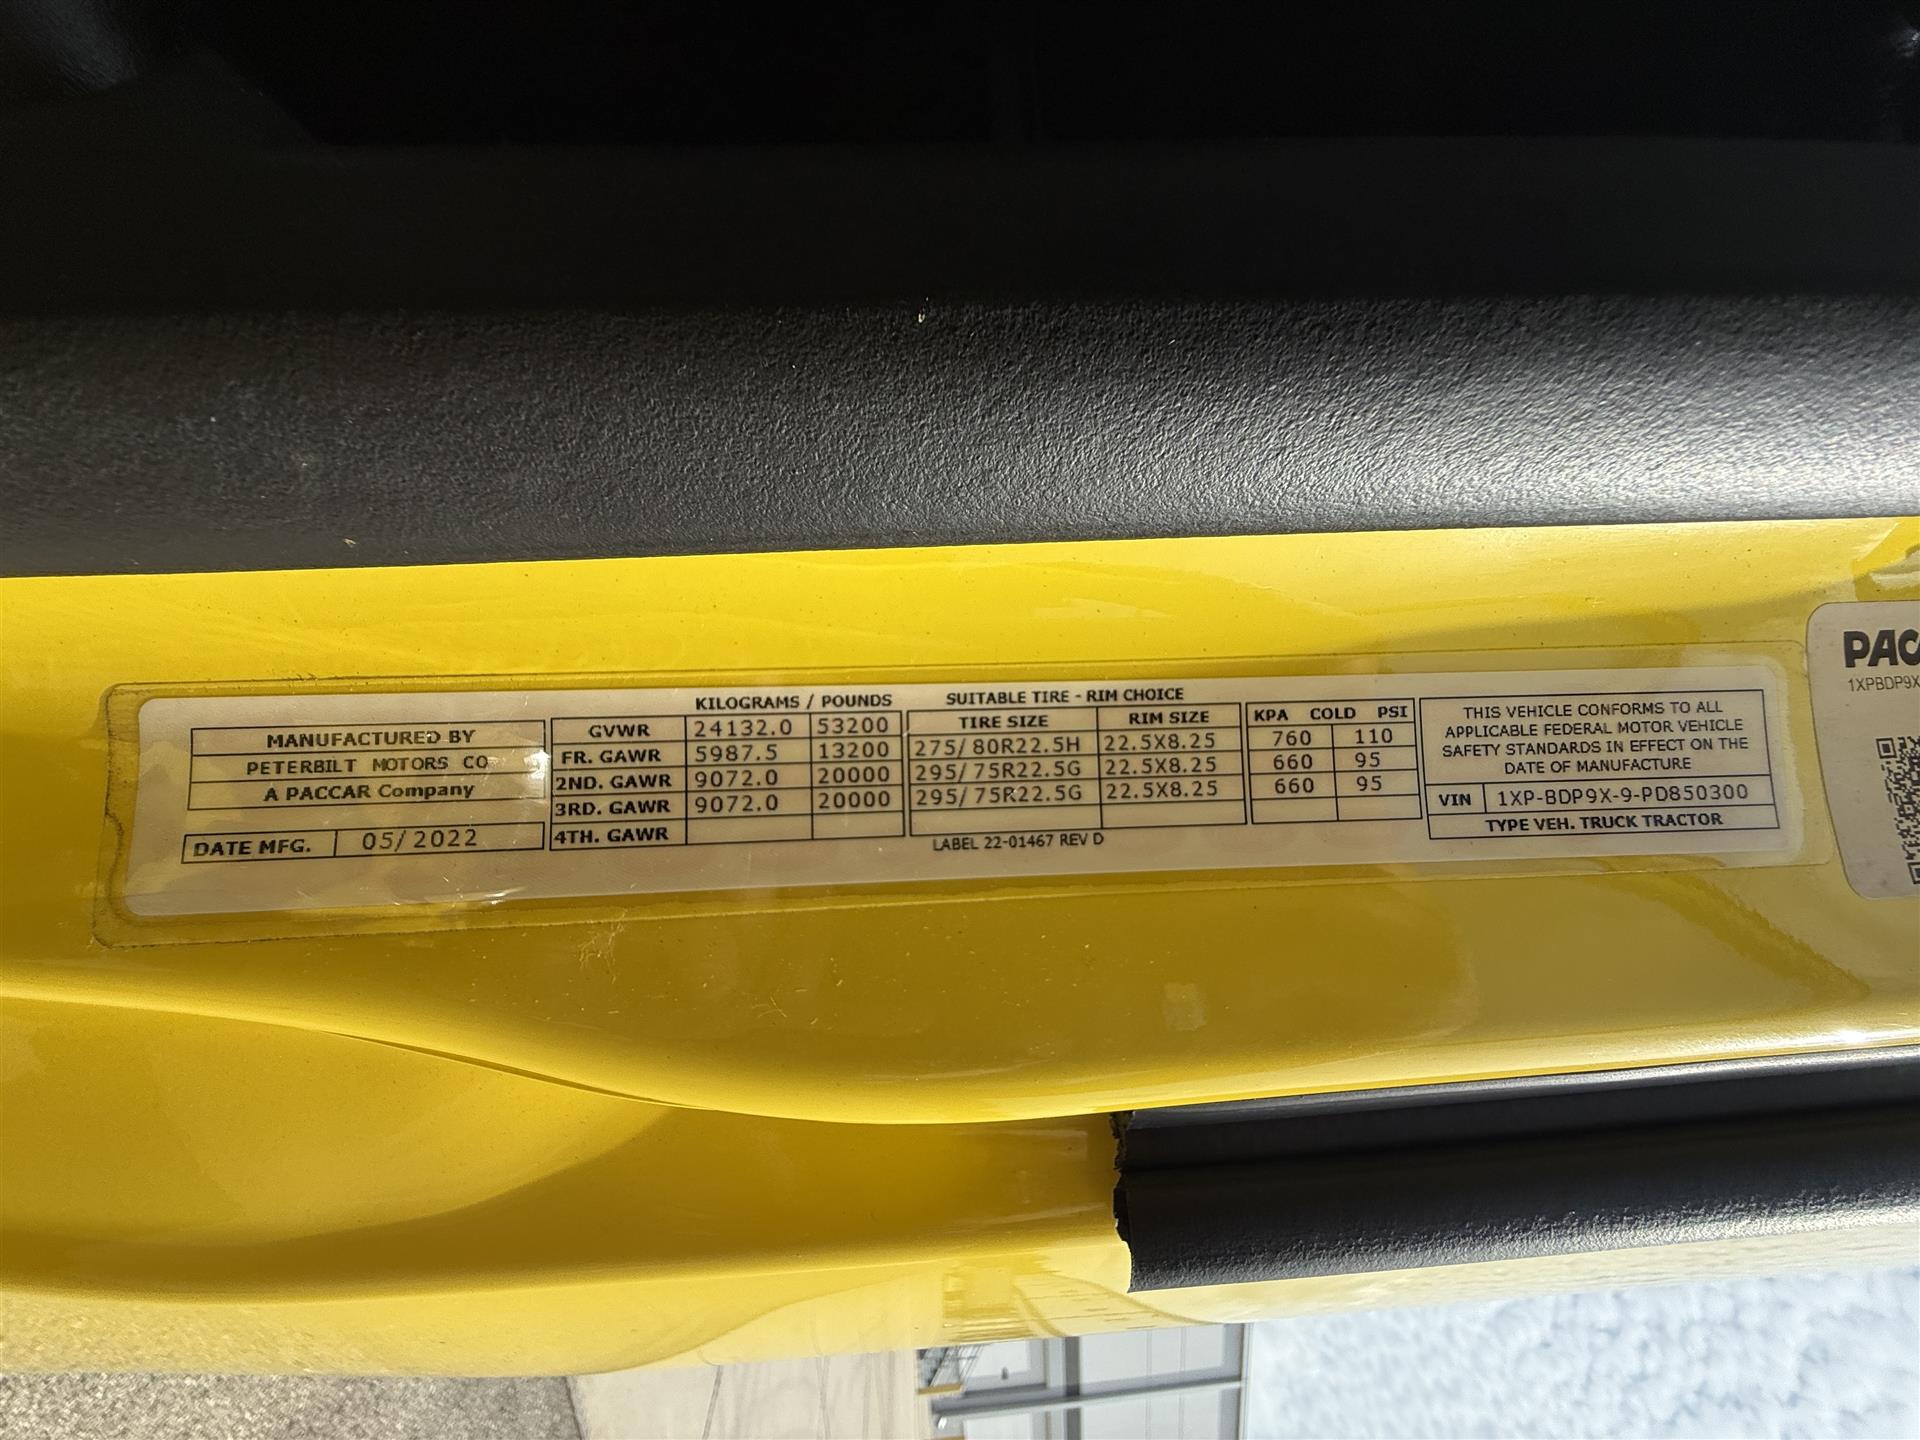 MANUFACTURED BY
PETERBILT MOTORS CO
A PACCAR Company
DATE MFG. 05/2022
KILOGRAMS / POUNDS
GVWR 24132.0 53200
FR. GAWR 5987.5 13200
2ND. GAWR 9072.0 20000
3RD. GAWR 9072.0 20000
4TH. GAWR
SUITABLE TIRE - RIM CHOICE
TIRE SIZE RIM SIZE
275/80R22.5H 22.5X8.25
295/75R22.5G 22.5X8.25
295/75R22.5G 22.5X8.25
LABEL 22-01467 REV D
KPA COLD PSI
760 110
660 95
660 95
THIS VEHICLE CONFORMS TO ALL
APPLICABLE FEDERAL MOTOR VEHICLE
SAFETY STANDARDS IN EFFECT ON THE
DATE OF MANUFACTURE
VIN 1XP-BDP9X-9-PD850300
TYPE VEH. TRUCK TRACTOR
PAC
1XPBDP9X